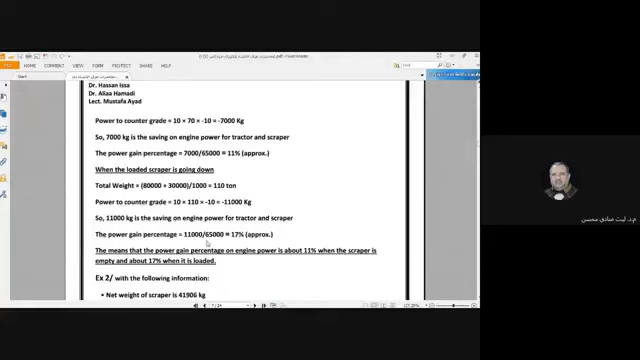 FILE HOME COMMENT VIEW FORM PROTECT SHARE HELP
Find
Start
Dr. Hassan Issa
Dr. Aliaa Hamadi
Lect. Mustafa Ayad
Power to counter grade = 10 × 70 × -10 = -7000 Kg
So, 7000 kg is the saving on engine power for tractor and scraper
The power gain percentage = 7000/65000 = 11% (approx.)
When the loaded scraper is going down
Total Weight = (80000 + 30000)/1000 = 110 ton
Power to counter grade = 10 × 110 × -10 = -11000 Kg
So, 11000 kg is the saving on engine power for tractor and scraper
The power gain percentage = 11000/65000 = 17% (approx.)
The means that the power gain percentage on engine power is about 11% when the scraper is
empty and about 17% when it is loaded.
Ex 2/ with the following information:
• Net weight of scraper is 41906 kg
م.د. ليث صادق محسن